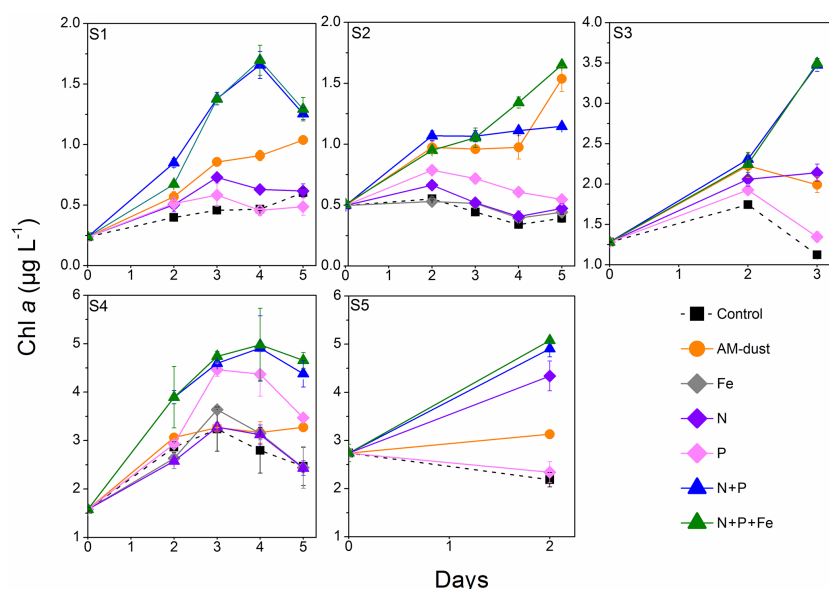 S1
2.0
1.5
1.0
0.5
0.0
0 1 2 3 4 5
S2
2.0
1.5
1.0
0.5
0.0
0 1 2 3 4 5
S3
4.0
3.5
3.0
2.5
2.0
1.5
1.0
0 1 2 3
Chl a (µg L⁻¹)
S4
6
5
4
3
2
1
0 1 2 3 4 5
S5
6
5
4
3
2
1
0 1 2
Control
AM-dust
Fe
N
P
N+P
N+P+Fe
Days